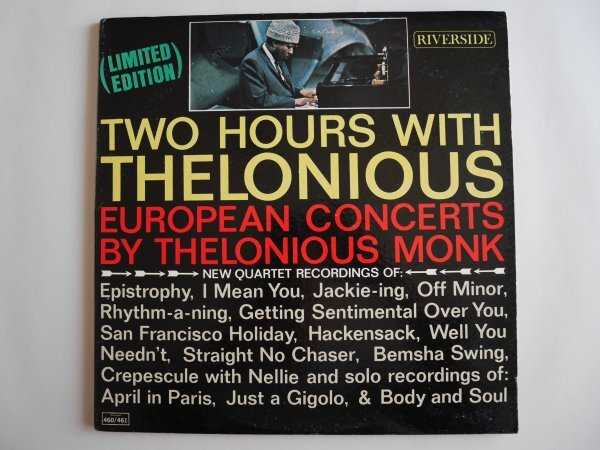 (LIMITED
EDITION)
RIVERSIDE
TWO HOURS WITH
THELONIOUS
EUROPEAN CONCERTS
BY THELONIOUS MONK
NEW QUARTET RECORDINGS OF:
Epistrophy, I Mean You, Jackie-ing, Off Minor,
Rhythm-a-ning, Getting Sentimental Over You,
San Francisco Holiday, Hackensack, Well You
Needn't, Straight No Chaser, Bemsha Swing,
Crepescule with Nellie and solo recordings of:
April in Paris, Just a Gigolo, & Body and Soul
460/461